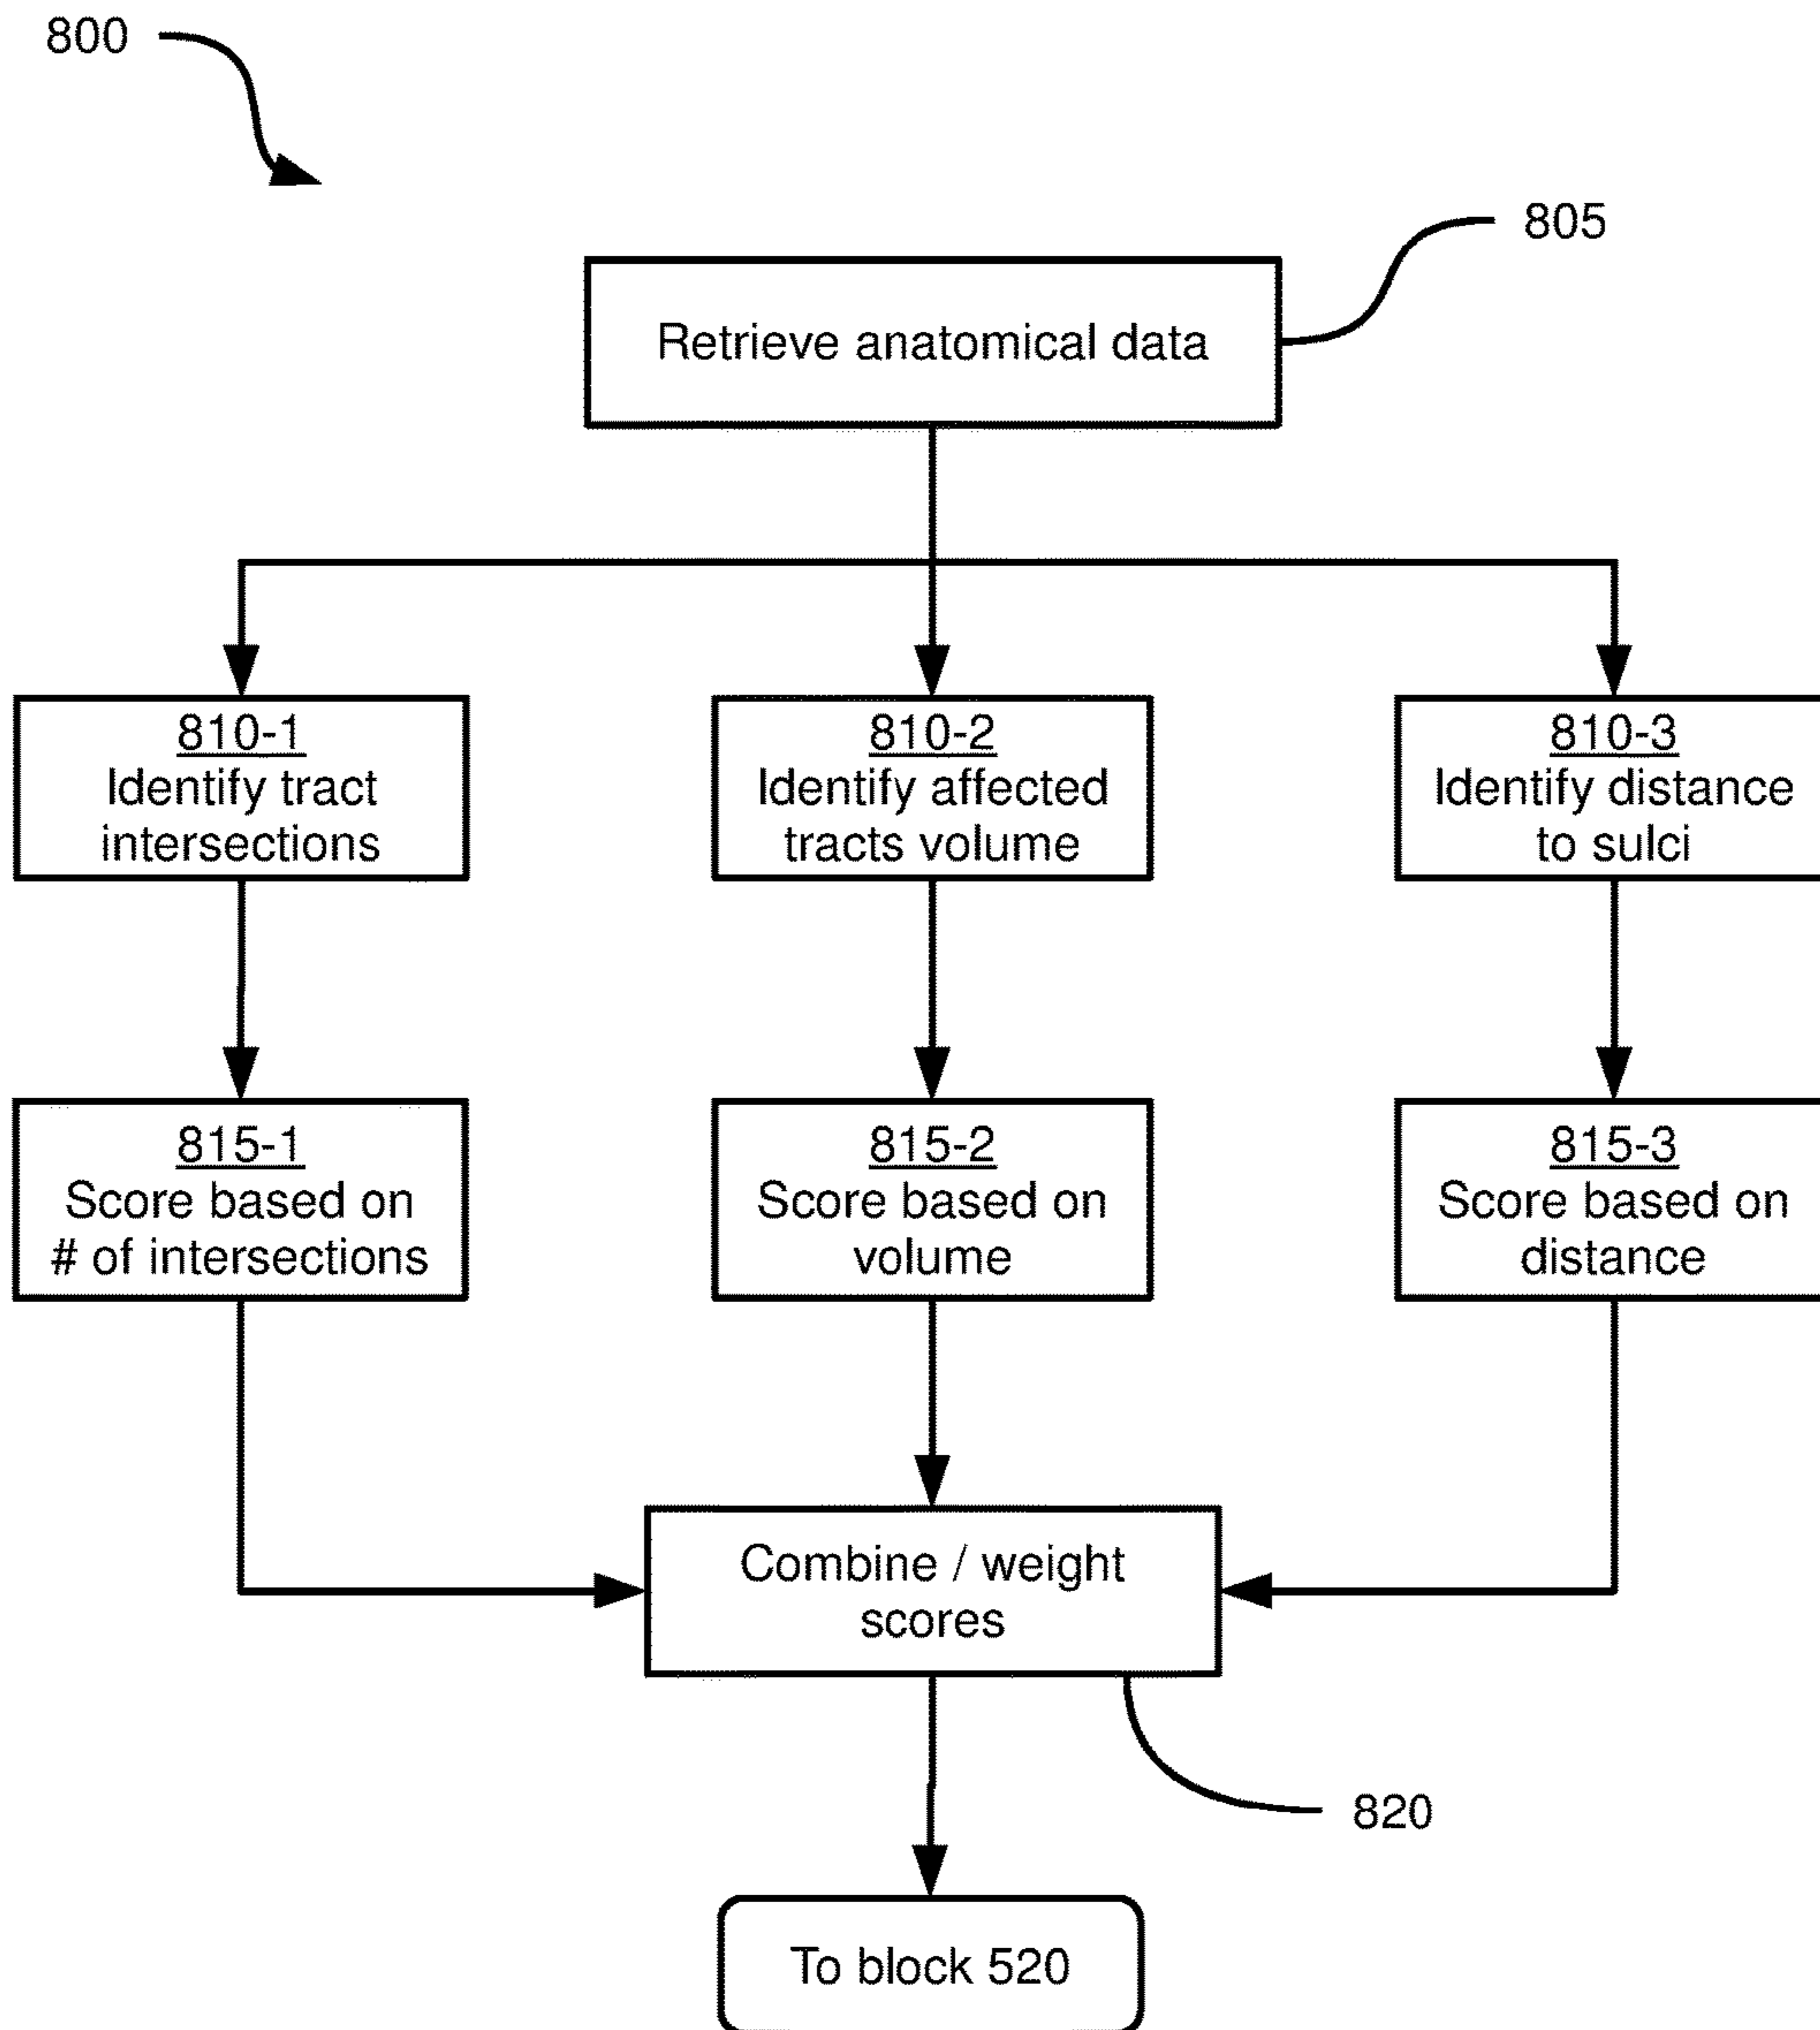 800
805
Retrieve anatomical data
810-1
Identify tract
intersections
810-2
Identify affected
tracts volume
810-3
Identify distance
to sulci
815-1
Score based on
# of intersections
815-2
Score based on
volume
815-3
Score based on
distance
Combine / weight
scores
820
To block 520